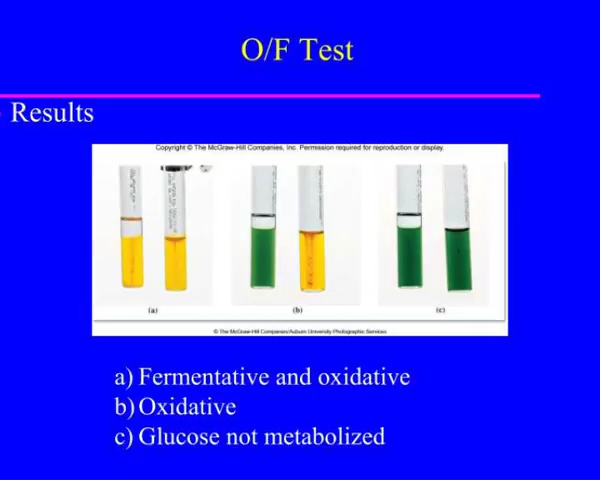 O/F Test
Results
Copyright © The McGraw-Hill Companies, Inc. Permission required for reproduction or display.
(a)
(b)
(c)
© The McGraw-Hill Companies/Auburn University Photographic Services
a) Fermentative and oxidative
b) Oxidative
c) Glucose not metabolized